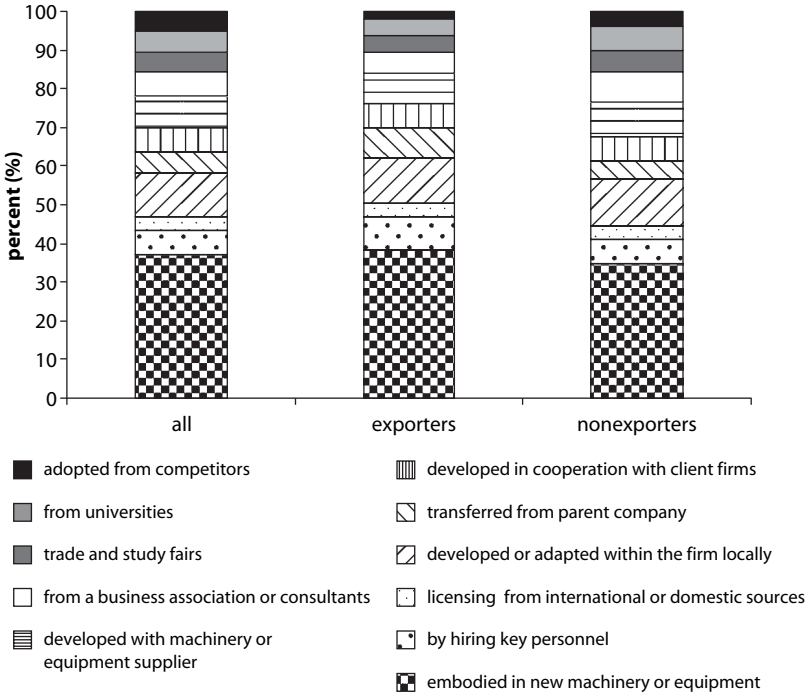 100
90
80
70
60
50
40
30
20
10
0
percent (%)
all
exporters
nonexporters
adopted from competitors
from universities
trade and study fairs
from a business association or consultants
developed with machinery or
equipment supplier
developed in cooperation with client firms
transferred from parent company
developed or adapted within the firm locally
licensing from international or domestic sources
by hiring key personnel
embodied in new machinery or equipment